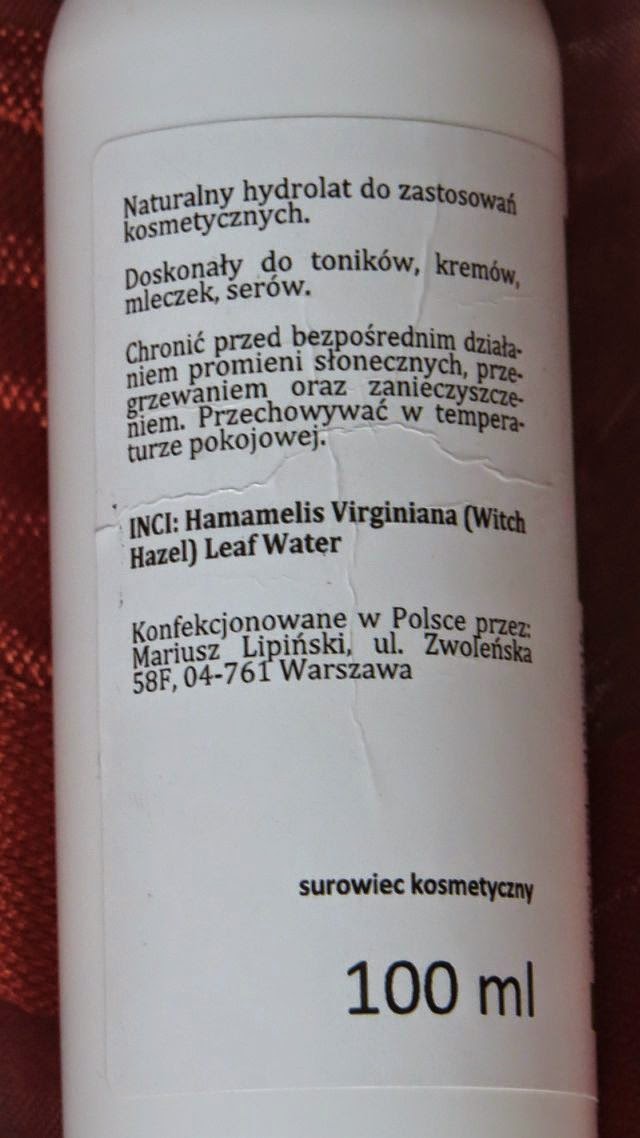 Naturalny hydrolat do zastosowań
kosmetycznych.
Doskonały do toników, kremów,
mleczek, serów.
Chronić przed bezpośrednim działa-
niem promieni słonecznych, prze-
grzewaniem oraz zanieczyszcze-
niem. Przechowywać w tempera-
turze pokojowej.
INCI: Hamamelis Virginiana (Witch
Hazel) Leaf Water
Konfekcjonowane w Polsce przez:
Mariusz Lipiński, ul. Zwoleńska
58F, 04-761 Warszawa
surowiec kosmetyczny
100 ml